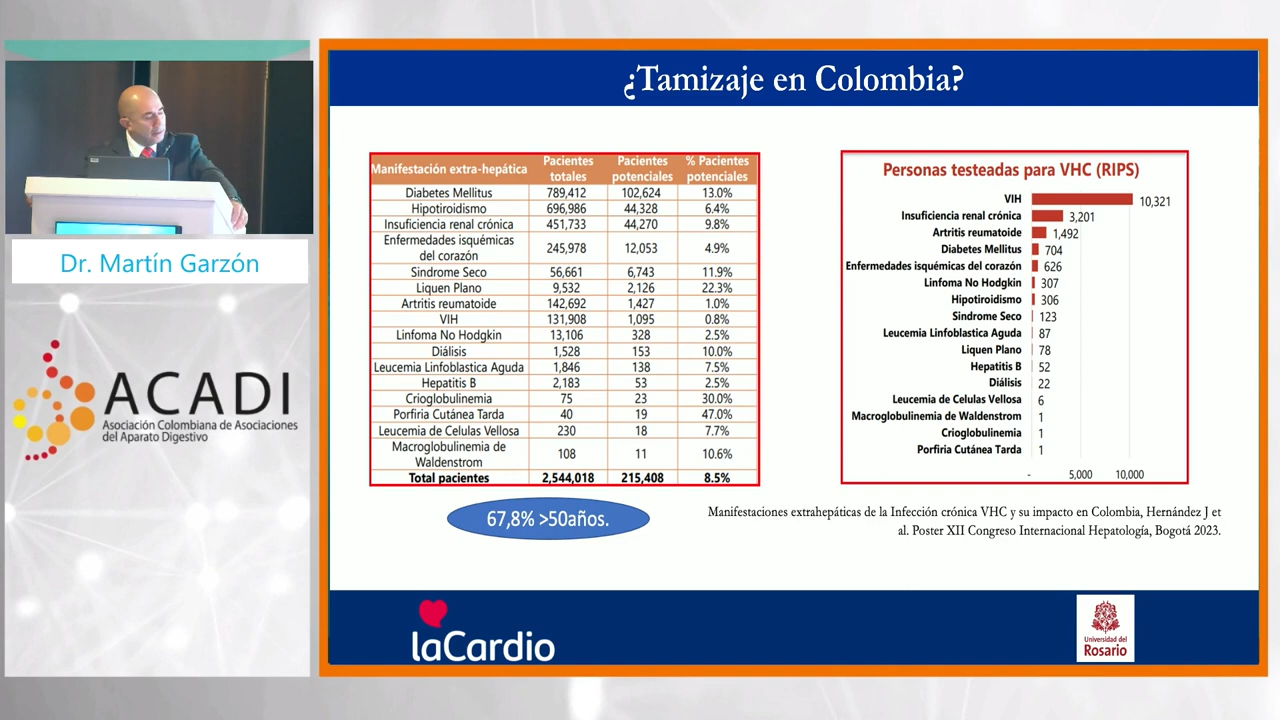 ¿Tamizaje en Colombia?
Dr. Martín Garzón
ACADI
Asociación Colombiana de Asociaciones
del Aparato Digestivo
Manifestación extra-hepática Pacientes totales Pacientes potenciales % Pacientes potenciales
Diabetes Mellitus 789,412 102,624 13.0%
Hipotiroidismo 696,986 44,328 6.4%
Insuficiencia renal crónica 451,733 44,270 9.8%
Enfermedades isquémicas del corazón 245,978 12,053 4.9%
Sindrome Seco 56,661 6,743 11.9%
Liquen Plano 9,532 2,126 22.3%
Artritis reumatoide 142,692 1,427 1.0%
VIH 131,908 1,095 0.8%
Linfoma No Hodgkin 13,106 328 2.5%
Diálisis 1,528 153 10.0%
Leucemia Linfoblastica Aguda 1,846 138 7.5%
Hepatitis B 2,183 53 2.5%
Crioglobulinemia 75 23 30.0%
Porfiria Cutánea Tarda 40 19 47.0%
Leucemia de Celulas Vellosa 230 18 7.7%
Macroglobulinemia de Waldenstrom 108 11 10.6%
Total pacientes 2,544,018 215,408 8.5%
67,8% >50años.
Personas testeadas para VHC (RIPS)
VIH 10,321
Insuficiencia renal crónica 3,201
Artritis reumatoide 1,492
Diabetes Mellitus 704
Enfermedades isquémicas del corazón 626
Linfoma No Hodgkin 307
Hipotiroidismo 306
Sindrome Seco 123
Leucemia Linfoblastica Aguda 87
Liquen Plano 78
Hepatitis B 52
Diálisis 22
Leucemia de Celulas Vellosa 6
Macroglobulinemia de Waldenstrom 1
Crioglobulinemia 1
Porfiria Cutánea Tarda 1
- 5,000 10,000
Manifestaciones extrahepáticas de la Infección crónica VHC y su impacto en Colombia, Hernández J et
al. Poster XII Congreso Internacional Hepatología, Bogotá 2023.
laCardio
Universidad del
Rosario